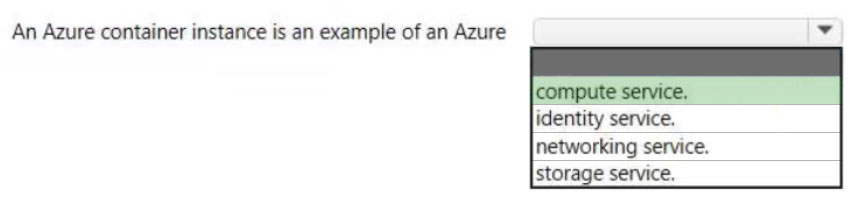 An Azure container instance is an example of an Azure
compute service.
identity service.
networking service.
storage service.